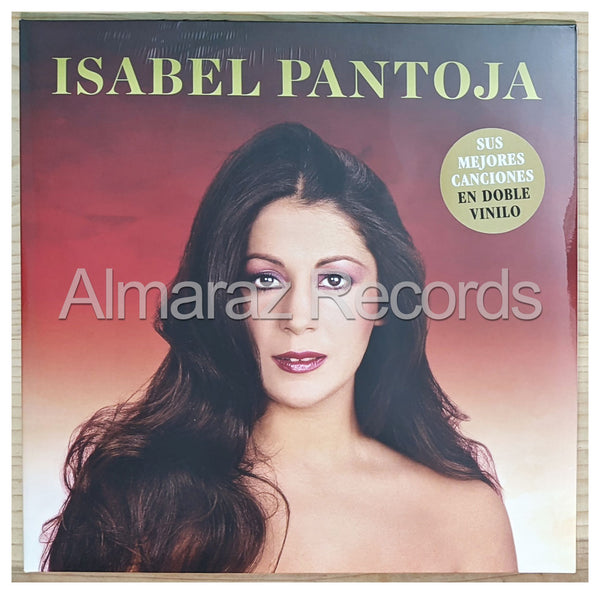 ISABEL PANTOJA
SUS
MEJORES
CANCIONES
EN DOBLE
VINILO
Almaraz Records